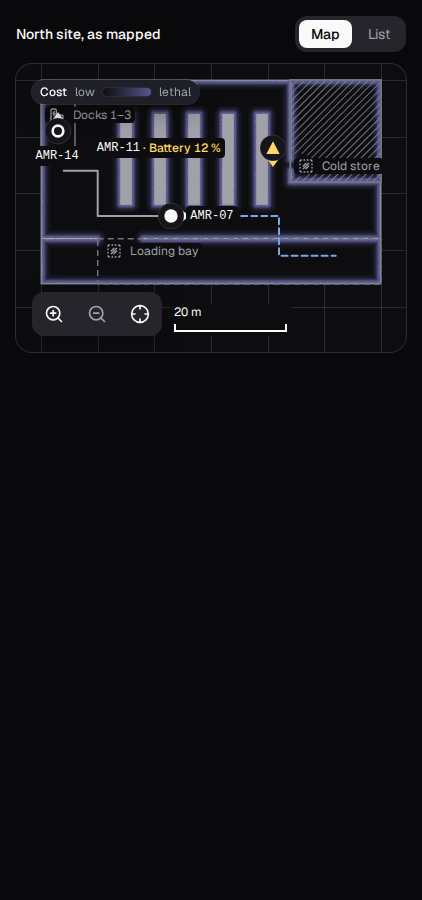 North site, as mapped
Map
List
Cost low lethal
Docks 1–3
AMR-14
AMR-11 · Battery 12 %
Cold store
AMR-07
Loading bay
20 m